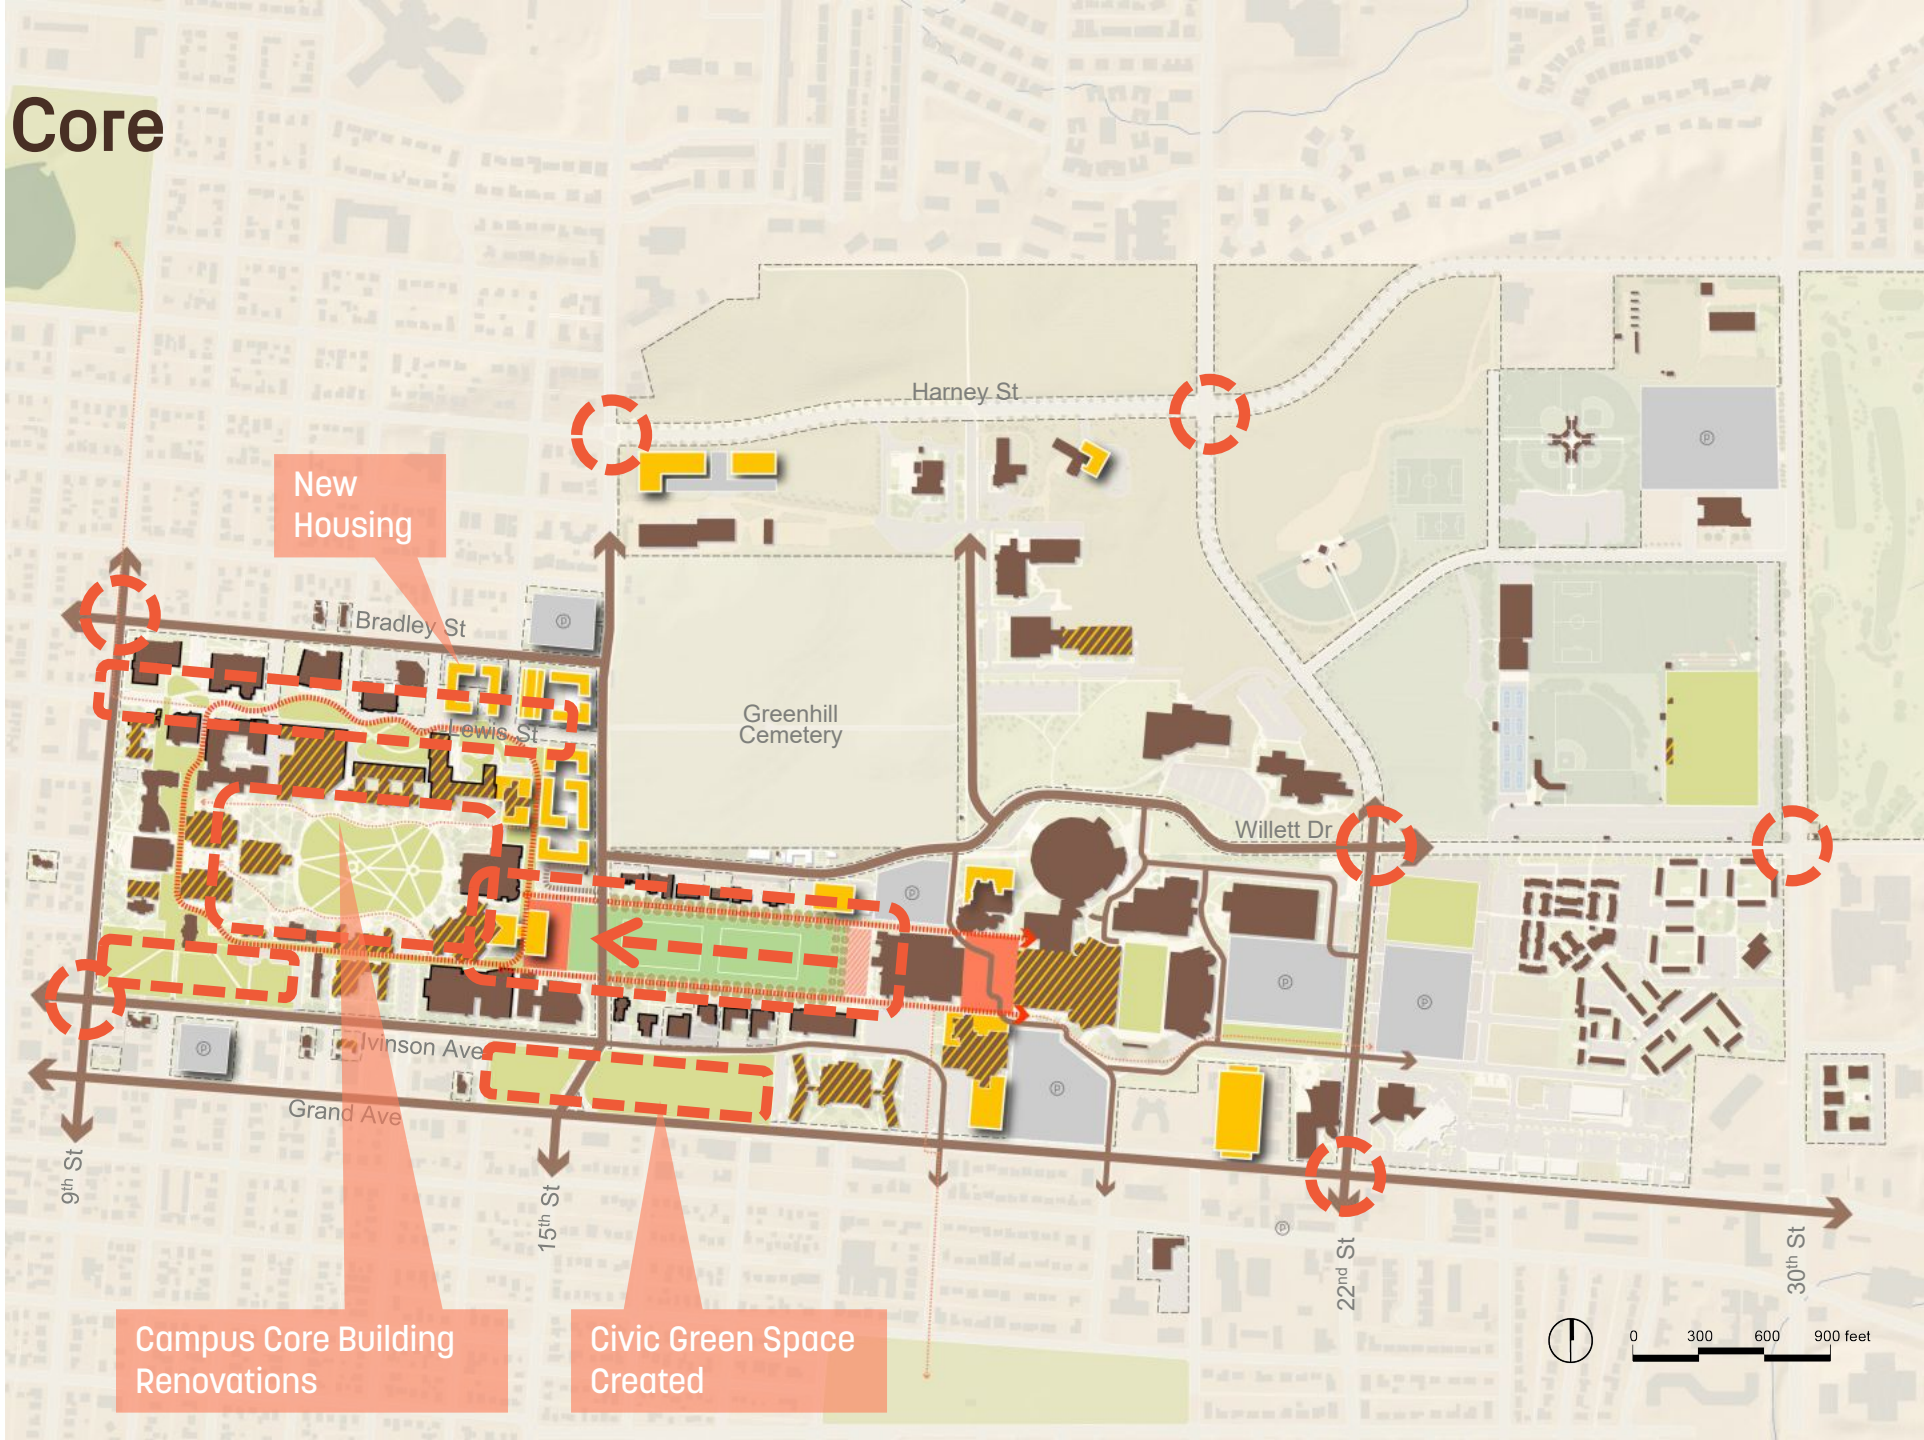 Core
Harney St
New
Housing
P
P
Bradley St
Greenhill
Cemetery
Lewis St
Willett Dr
P
P
P
Ivinson Ave
P
P
Grand Ave
9th St
15th St
22nd St
30th St
P
Campus Core Building
Renovations
Civic Green Space
Created
0 300 600 900 feet